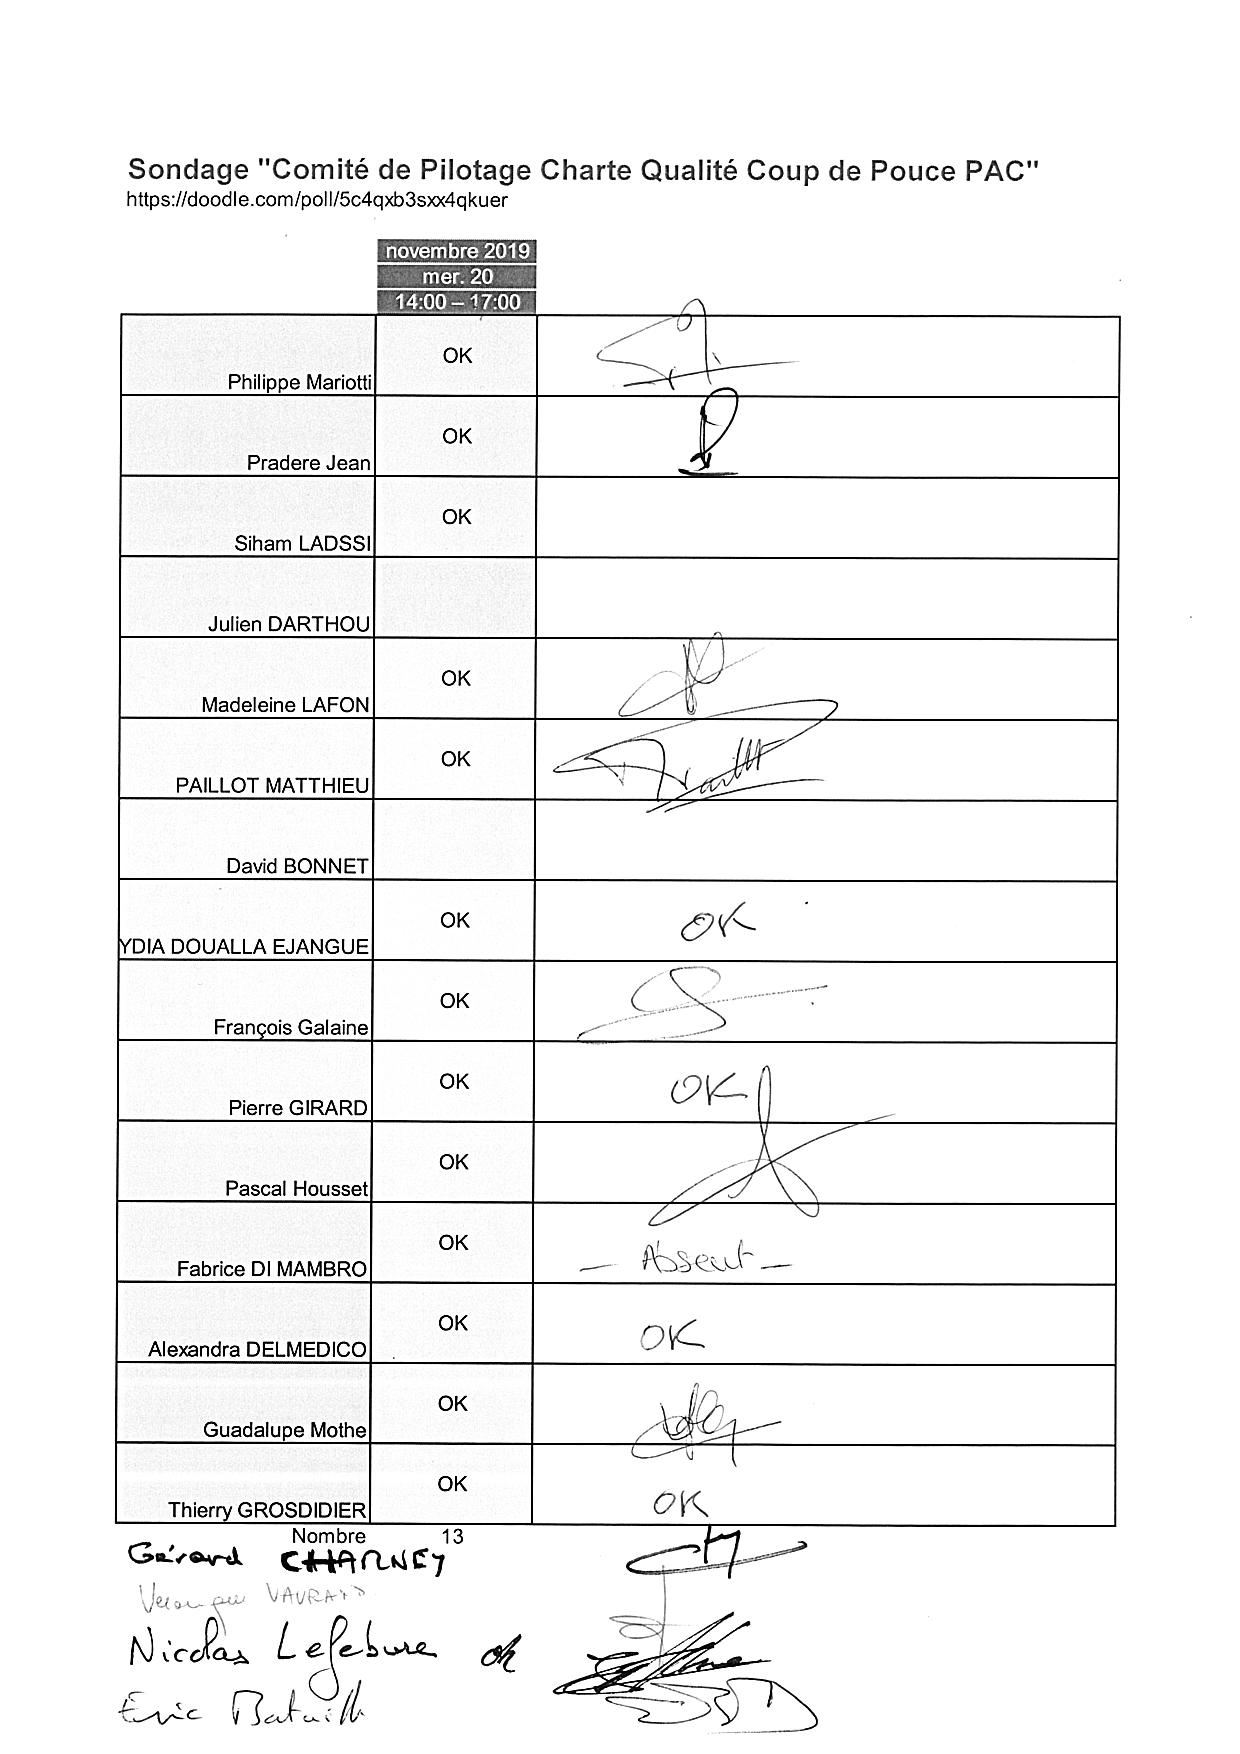 Sondage "Comité de Pilotage Charte Qualité Coup de Pouce PAC"
https://doodle.com/poll/5c4qxb3sxx4qkuer
novembre 2019
mer. 20
14:00 – 17:00
Philippe Mariotti OK
Pradere Jean OK
Siham LADSSI OK
Julien DARTHOU
Madeleine LAFON OK
PAILLOT MATTHIEU OK
David BONNET
YDIA DOUALLA EJANGUE OK OK
François Galaine OK
Pierre GIRARD OK OK
Pascal Housset OK
Fabrice DI MAMBRO OK — Absent —
Alexandra DELMEDICO OK OK
Guadalupe Mothe OK
Thierry GROSDIDIER OK OK
Nombre 13
Gérard CHARNEY
Nicolas Lefebure ok
Eric